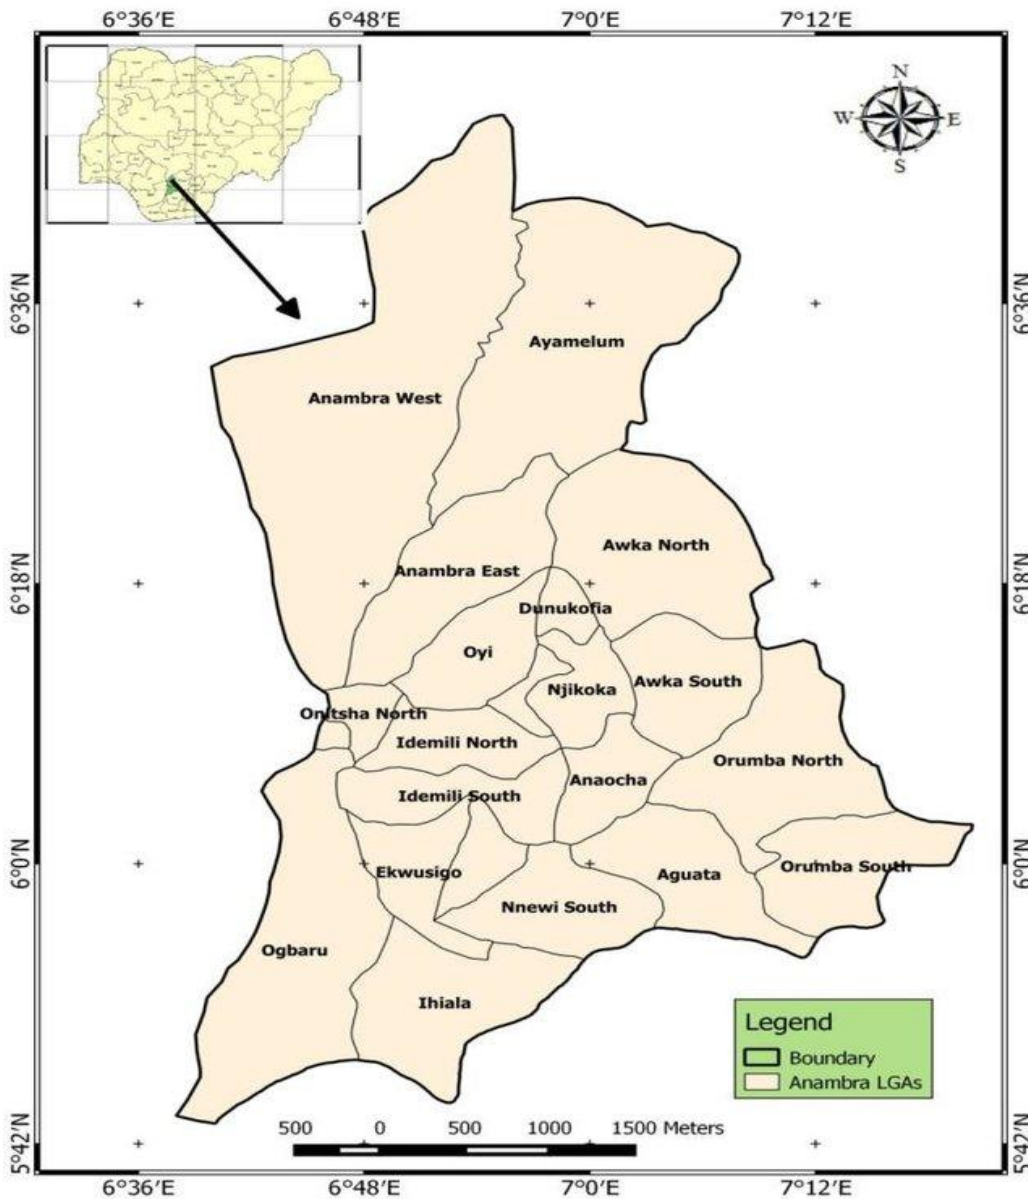 6°36′E 6°48′E 7°0′E 7°12′E
N
W E
S
6°36′N 6°36′N
Ayamelum
Anambra West
Awka North
Anambra East
6°18′N 6°18′N
Dunukofia
Oyi
Awka South
Njikoka
Onitsha North
Idemili North
Orumba North
Anaocha
Idemili South
6°0′N 6°0′N
Orumba South
Ekwusigo
Aguata
Nnewi South
Ogbaru
Ihiala
Legend
Boundary
Anambra LGAs
500 0 500 1000 1500 Meters
5°42′N 5°42′N
6°36′E 6°48′E 7°0′E 7°12′E